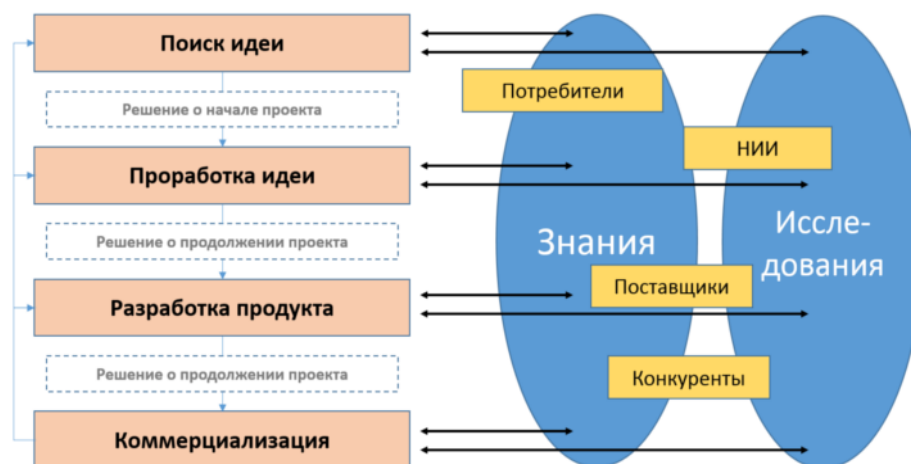 Поиск идеи
Решение о начале проекта
Проработка идеи
Решение о продолжении проекта
Разработка продукта
Решение о продолжении проекта
Коммерциализация
Потребители
НИИ
Знания
Иссле-
дования
Поставщики
Конкуренты